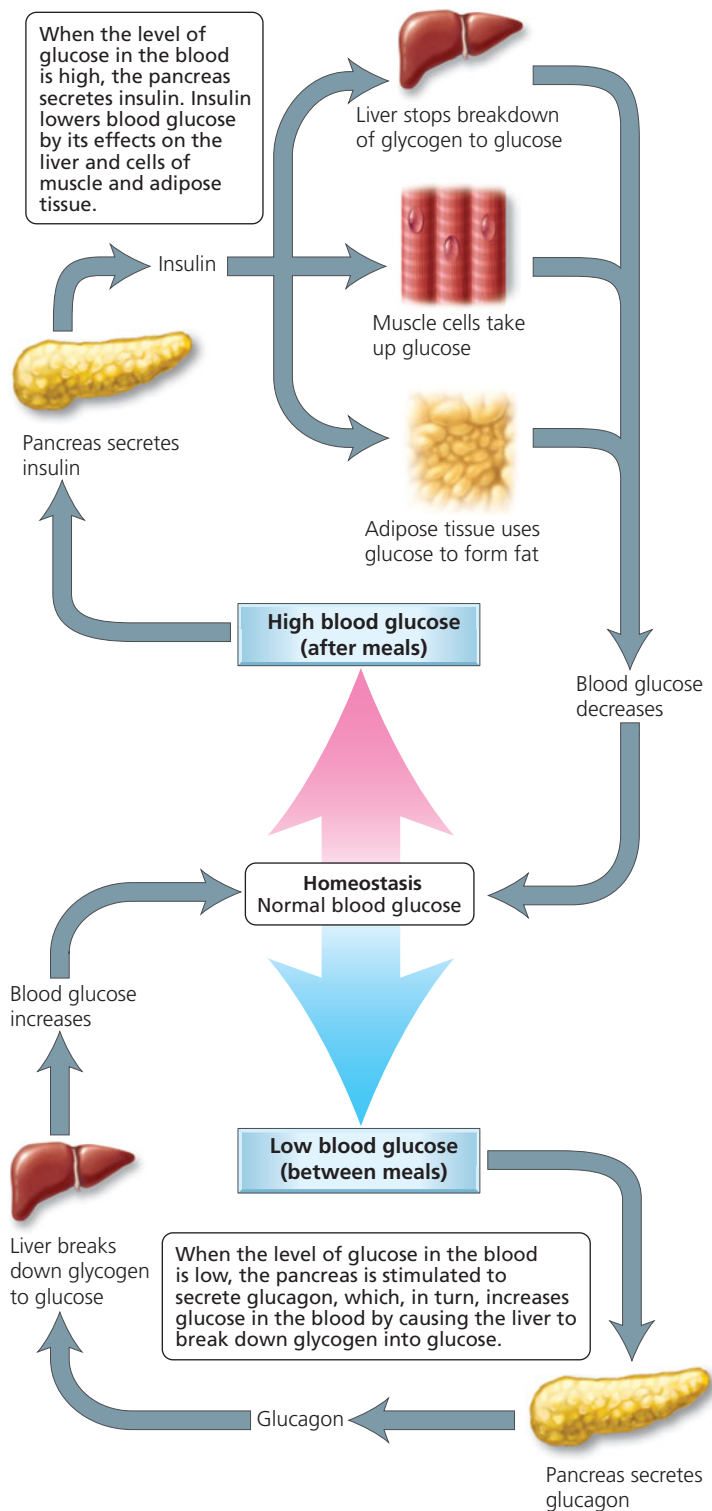 When the level of
glucose in the blood
is high, the pancreas
secretes insulin. Insulin
lowers blood glucose
by its effects on the
liver and cells of
muscle and adipose
tissue.
Liver stops breakdown
of glycogen to glucose
Insulin
Muscle cells take
up glucose
Pancreas secretes
insulin
Adipose tissue uses
glucose to form fat
High blood glucose
(after meals)
Blood glucose
decreases
Homeostasis
Normal blood glucose
Blood glucose
increases
Low blood glucose
(between meals)
Liver breaks
down glycogen
to glucose
When the level of glucose in the blood
is low, the pancreas is stimulated to
secrete glucagon, which, in turn, increases
glucose in the blood by causing the liver to
break down glycogen into glucose.
Glucagon
Pancreas secretes
glucagon